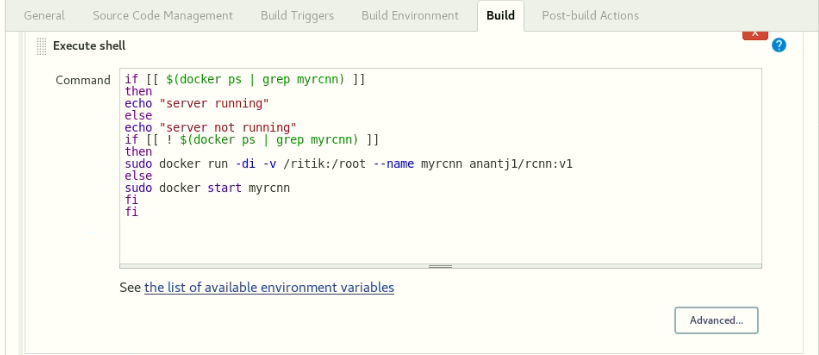 General Source Code Management Build Triggers Build Environment Build Post-build Actions
X
Execute shell ?
Command
if [[ $(docker ps | grep myrcnn) ]]
then
echo "server running"
else
echo "server not running"
if [[ ! $(docker ps | grep myrcnn) ]]
then
sudo docker run -di -v /ritik:/root --name myrcnn anantj1/rcnn:v1
else
sudo docker start myrcnn
fi
fi
See the list of available environment variables
Advanced...